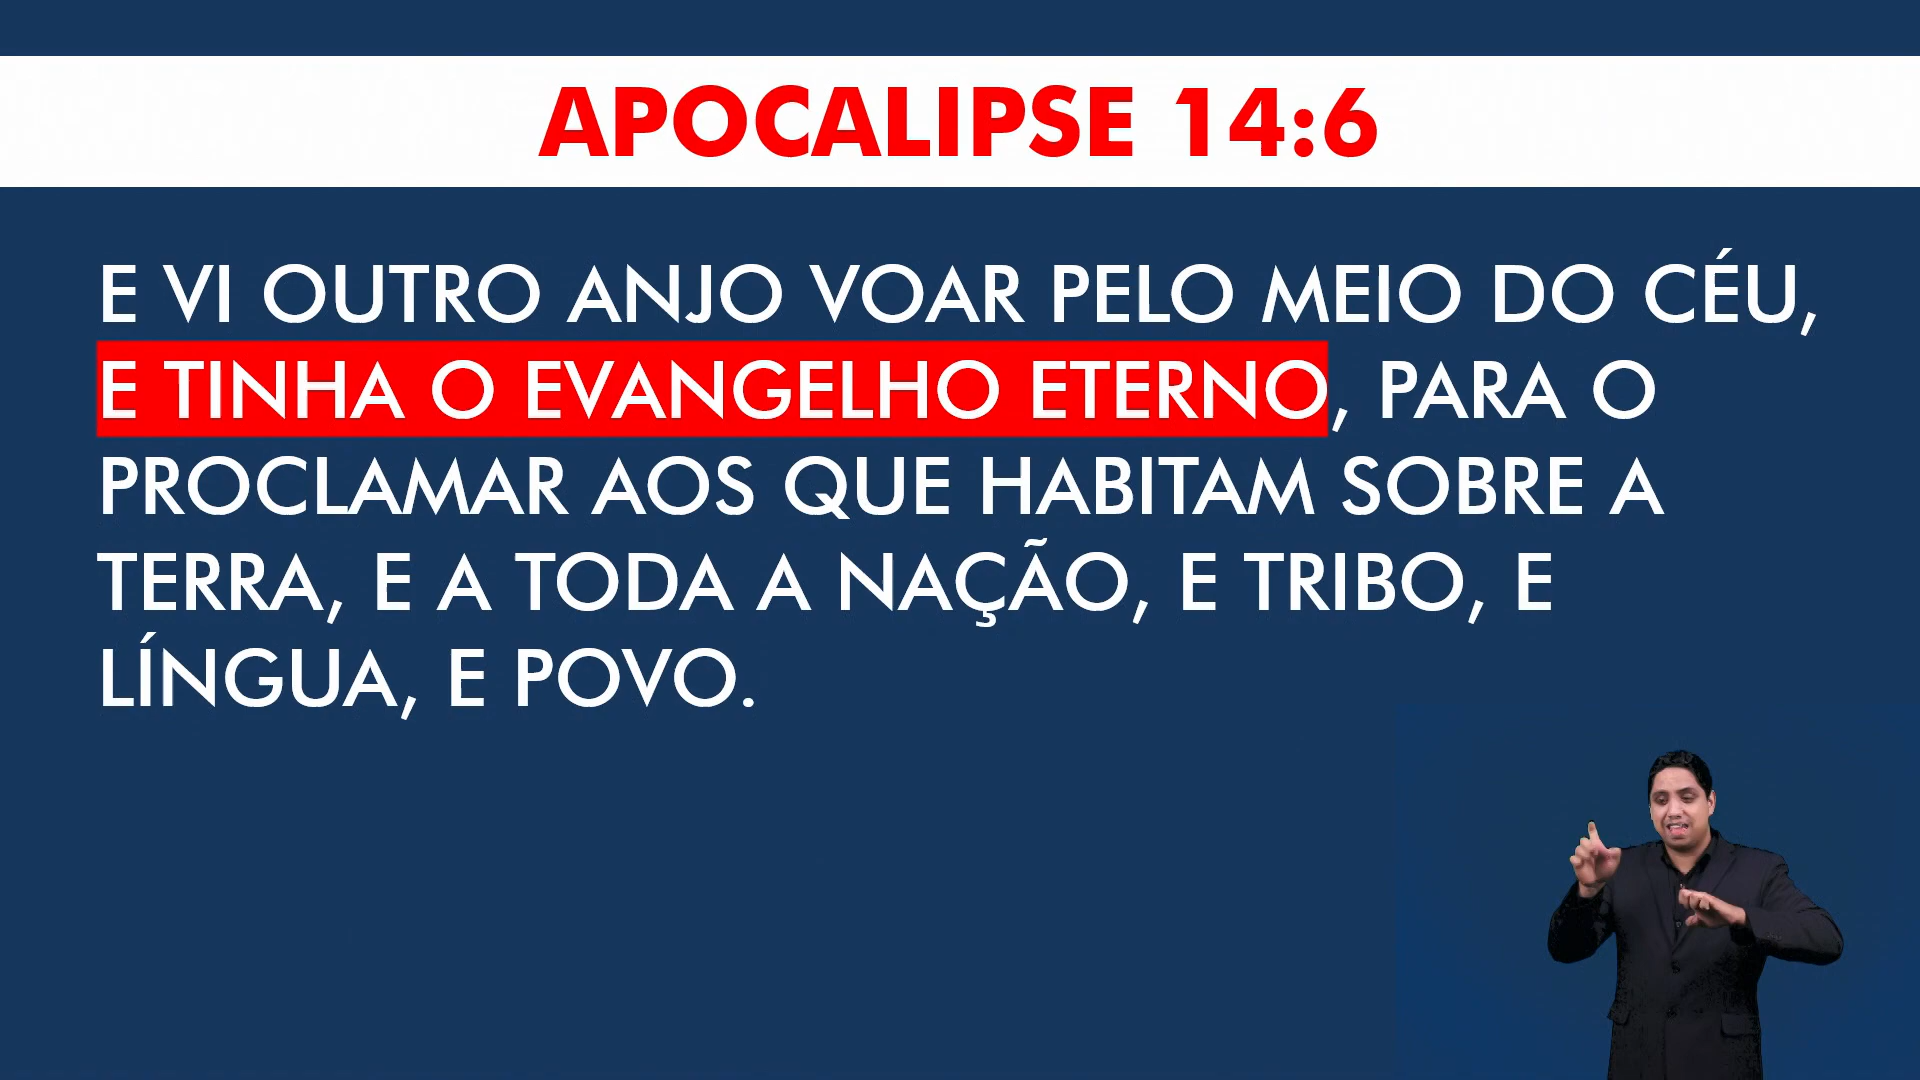 APOCALIPSE 14:6
E VI OUTRO ANJO VOAR PELO MEIO DO CÉU,
E TINHA O EVANGELHO ETERNO, PARA O
PROCLAMAR AOS QUE HABITAM SOBRE A
TERRA, E A TODA A NAÇÃO, E TRIBO, E
LÍNGUA, E POVO.